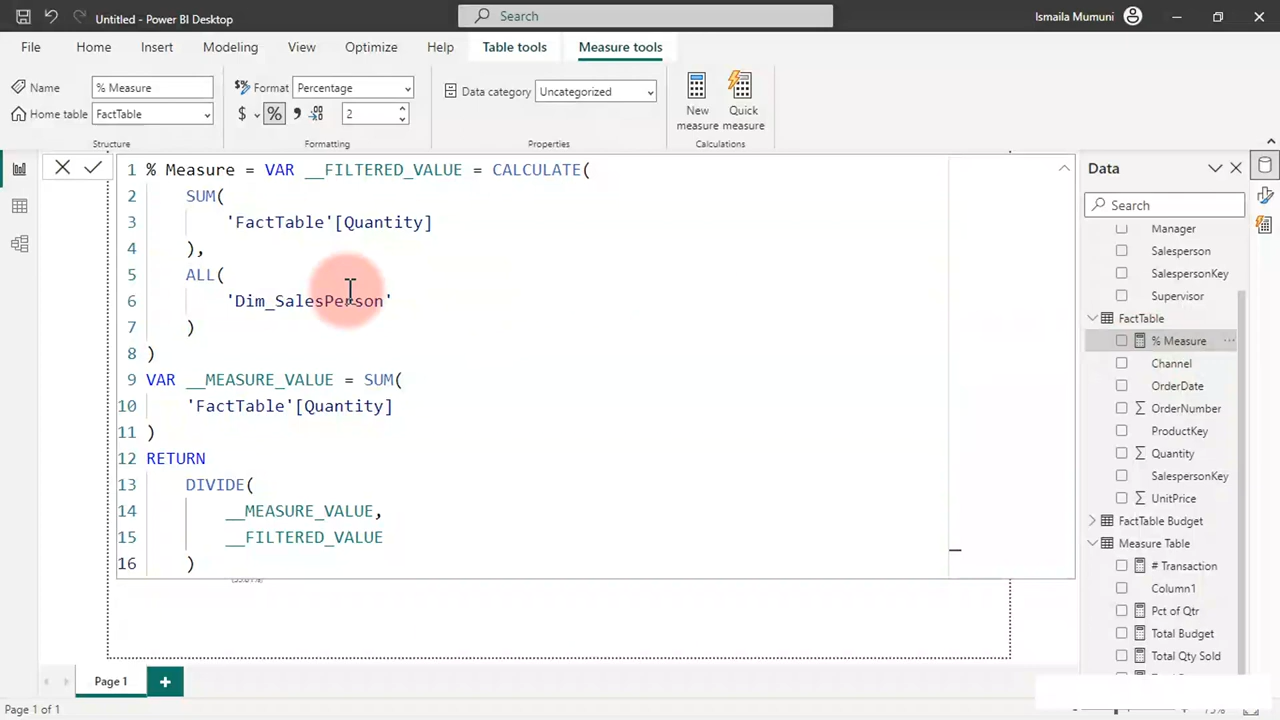 Untitled - Power BI Desktop
Search
Ismaila Mumuni
File Home Insert Modeling View Optimize Help Table tools Measure tools
Name % Measure
Format Percentage
Data category Uncategorized
New measure
Quick measure
Home table FactTable
$ % 9 .00 2
Structure Formatting Properties Calculations
1 % Measure = VAR __FILTERED_VALUE = CALCULATE(
2 SUM(
3 'FactTable'[Quantity]
4 ),
5 ALL(
6 'Dim_SalesPerson'
7 )
8 )
9 VAR __MEASURE_VALUE = SUM(
10 'FactTable'[Quantity]
11 )
12 RETURN
13 DIVIDE(
14 __MEASURE_VALUE,
15 __FILTERED_VALUE
16 )
Data
Search
Manager
Salesperson
SalespersonKey
Supervisor
FactTable
% Measure
Channel
OrderDate
Σ OrderNumber
ProductKey
Σ Quantity
SalespersonKey
Σ UnitPrice
FactTable Budget
Measure Table
# Transaction
Column1
Pct of Qtr
Total Budget
Total Qty Sold
Page 1
Page 1 of 1